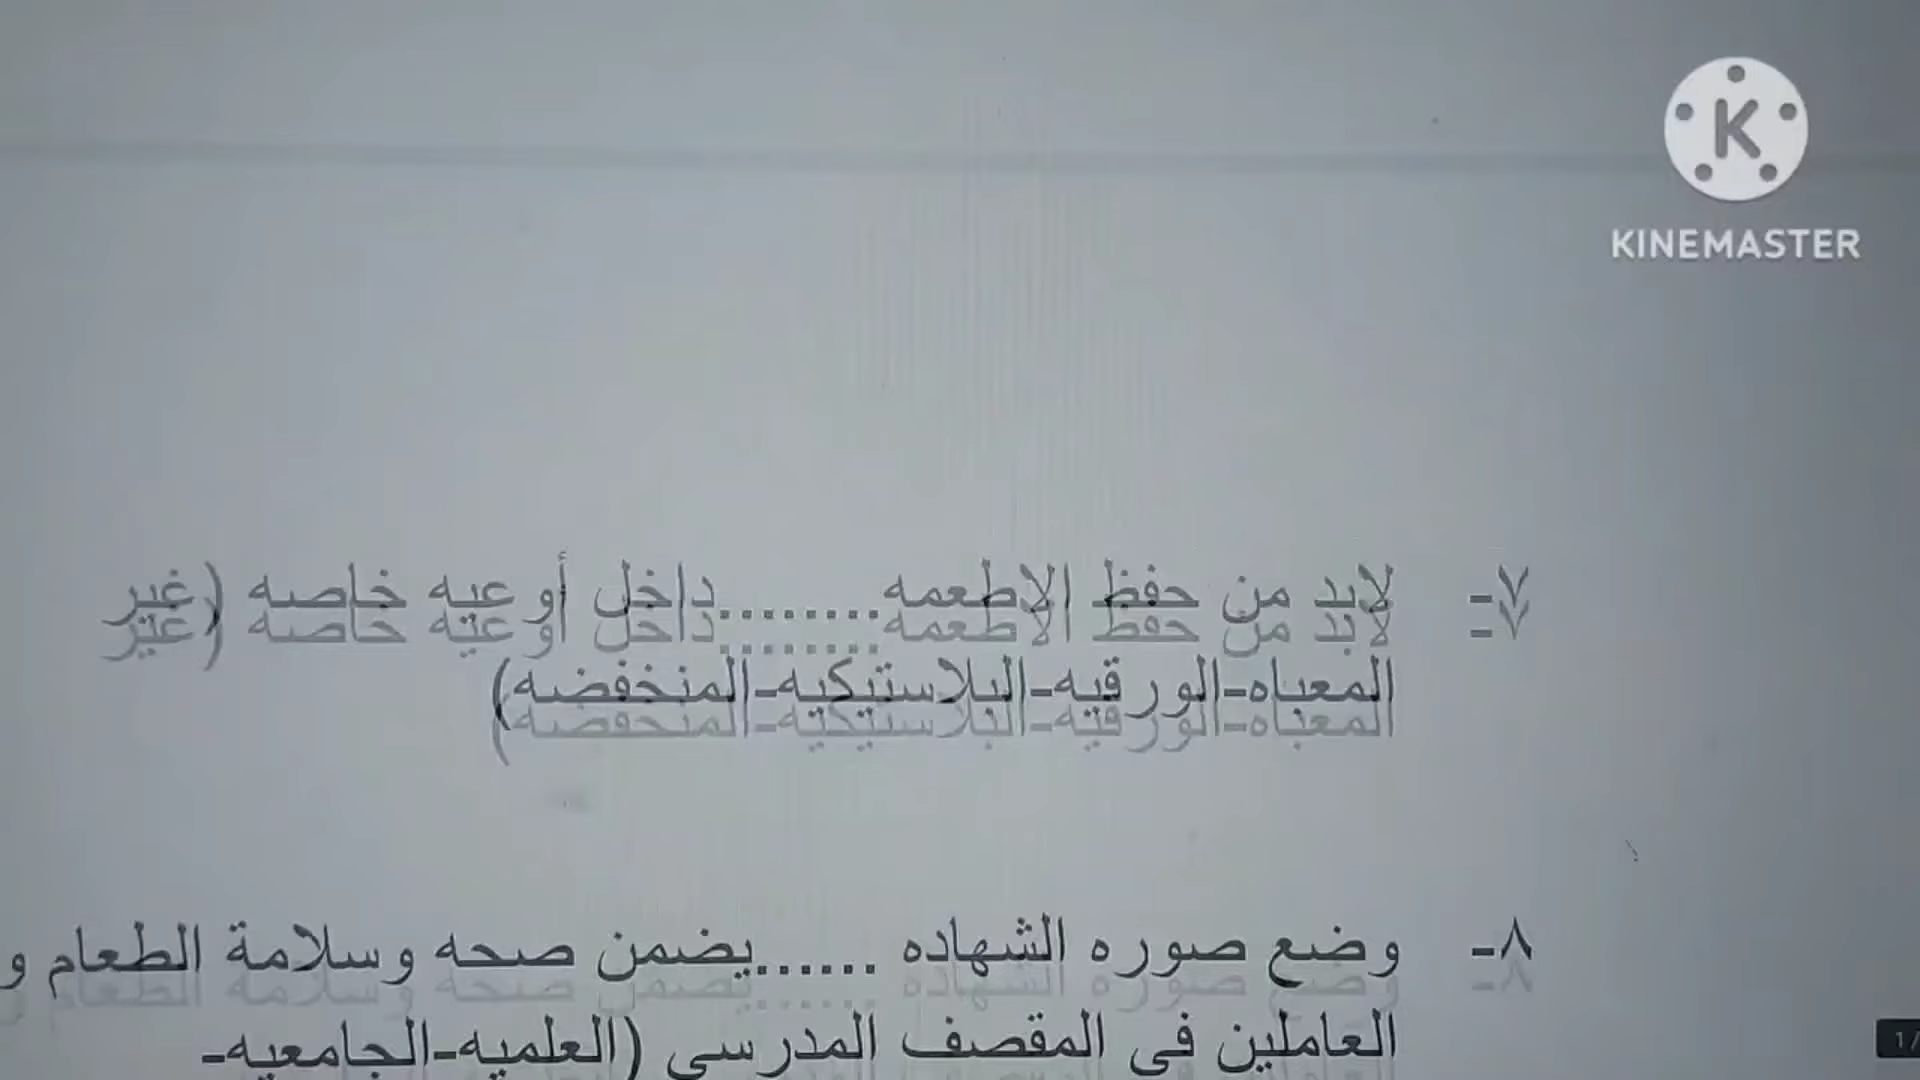 KINEMASTER
٧- لابد من حفظ الاطعمه........داخل أوعيه خاصه (غير
المعباه-الورقيه-البلاستيكيه-المنخفضه)
٨- وضع صوره الشهاده ......يضمن صحه وسلامة الطعام و
العاملين فى المقصف المدرسي (العلميه-الجامعيه-